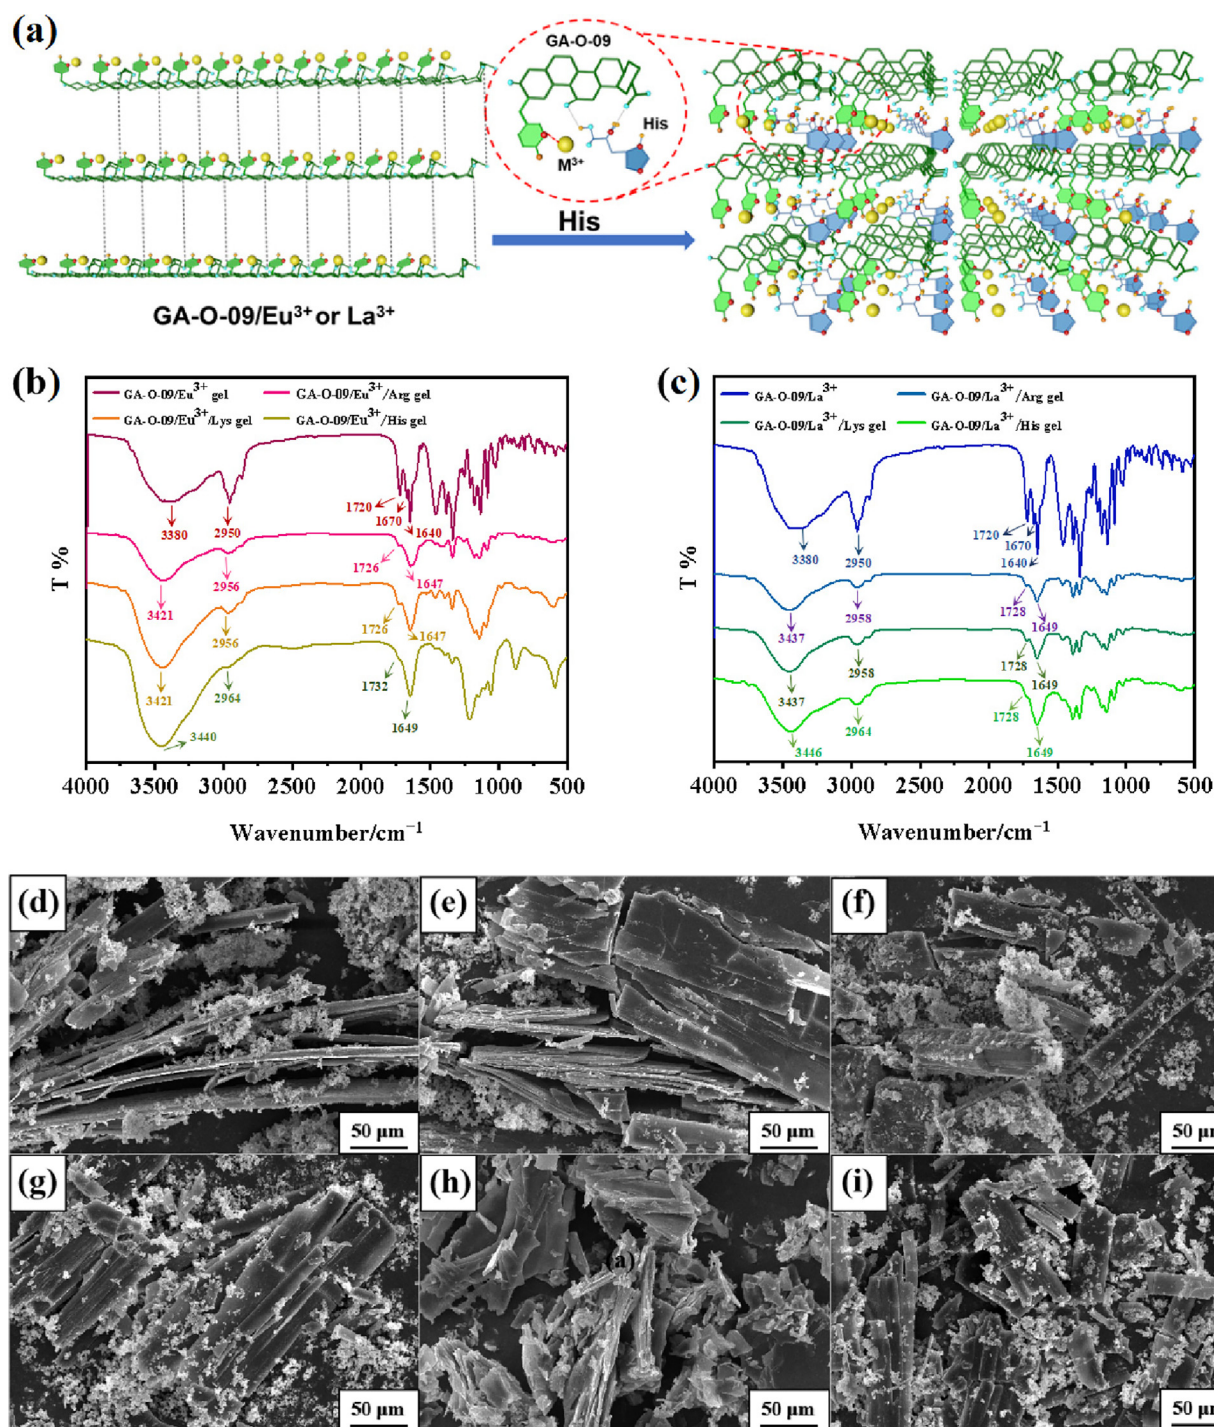 (a)
GA-O-09
His
M³⁺
His
GA-O-09/Eu³⁺ or La³⁺
(b)
GA-O-09/Eu³⁺ gel
GA-O-09/Eu³⁺/Arg gel
GA-O-09/Eu³⁺/Lys gel
GA-O-09/Eu³⁺/His gel
T %
3380
2950
1720
1670
1640
3421
2956
1726
1647
3421
2956
1726
1647
3440
2964
1732
1649
4000 3500 3000 2500 2000 1500 1000 500
Wavenumber/cm⁻¹
(c)
GA-O-09/La³⁺
GA-O-09/La³⁺/Arg gel
GA-O-09/La³⁺/Lys gel
GA-O-09/La³⁺/His gel
T %
3380
2950
1720
1670
1640
3437
2958
1728
1649
3437
2958
1728
1649
3446
2964
1728
1649
4000 3500 3000 2500 2000 1500 1000 500
Wavenumber/cm⁻¹
(d)
50 μm
(e)
50 μm
(f)
50 μm
(g)
50 μm
(h)
(a)
50 μm
(i)
50 μm